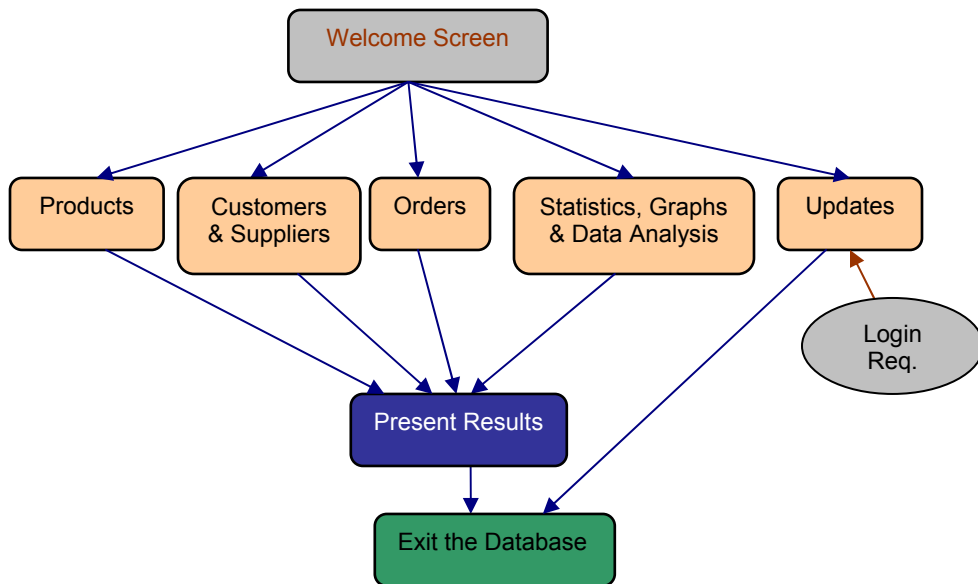 Welcome Screen
Products
Customers
& Suppliers
Orders
Statistics, Graphs
& Data Analysis
Updates
Login
Req.
Present Results
Exit the Database